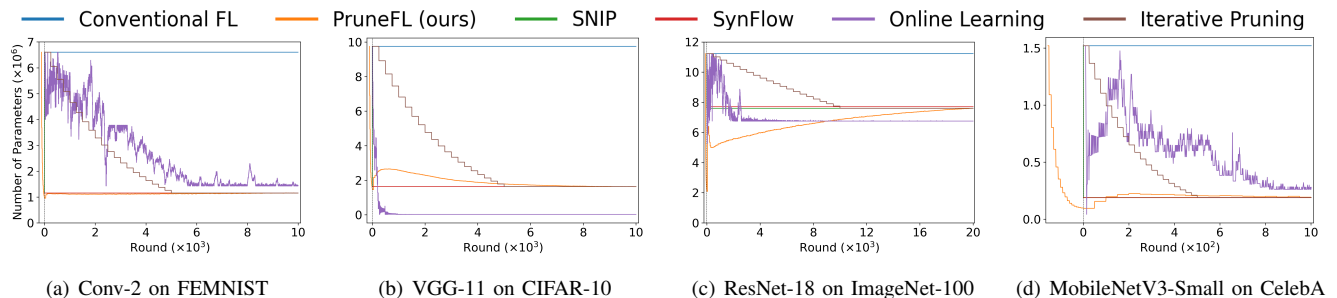 Conventional FL PruneFL (ours) SNIP SynFlow Online Learning Iterative Pruning
Number of Parameters (×10⁶)
7
6
5
4
3
2
1
0
0 2 4 6 8 10
Round (×10³)
(a) Conv-2 on FEMNIST
10
8
6
4
2
0
0 2 4 6 8 10
Round (×10³)
(b) VGG-11 on CIFAR-10
12
10
8
6
4
2
0
0 4 8 12 16 20
Round (×10³)
(c) ResNet-18 on ImageNet-100
1.5
1.0
0.5
0.0
0 2 4 6 8 10
Round (×10²)
(d) MobileNetV3-Small on CelebA